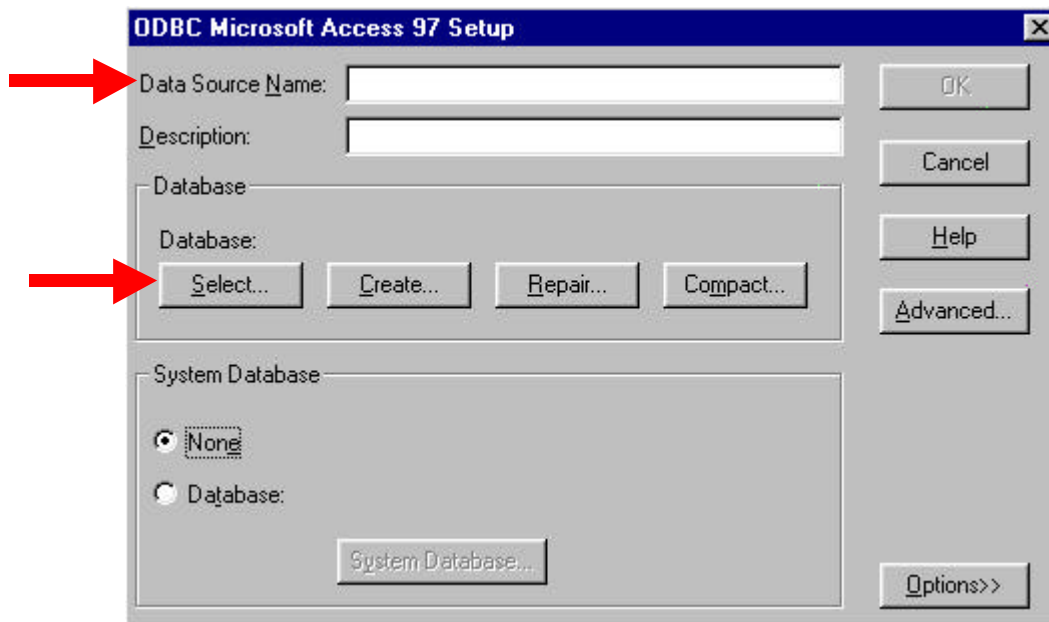 ODBC Microsoft Access 97 Setup
Data Source Name:
OK
Description:
Cancel
Database
Help
Database:
Select...
Create...
Repair...
Compact...
Advanced...
System Database
None
Database:
System Database...
Options>>